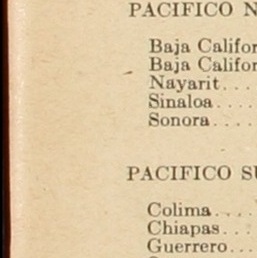 PACIFICO N
Baja Califor
Baja Califor
Nayarit...
Sinaloa....
Sonora....
PACIFICO S
Colima....
Chiapas...
Guerrero...